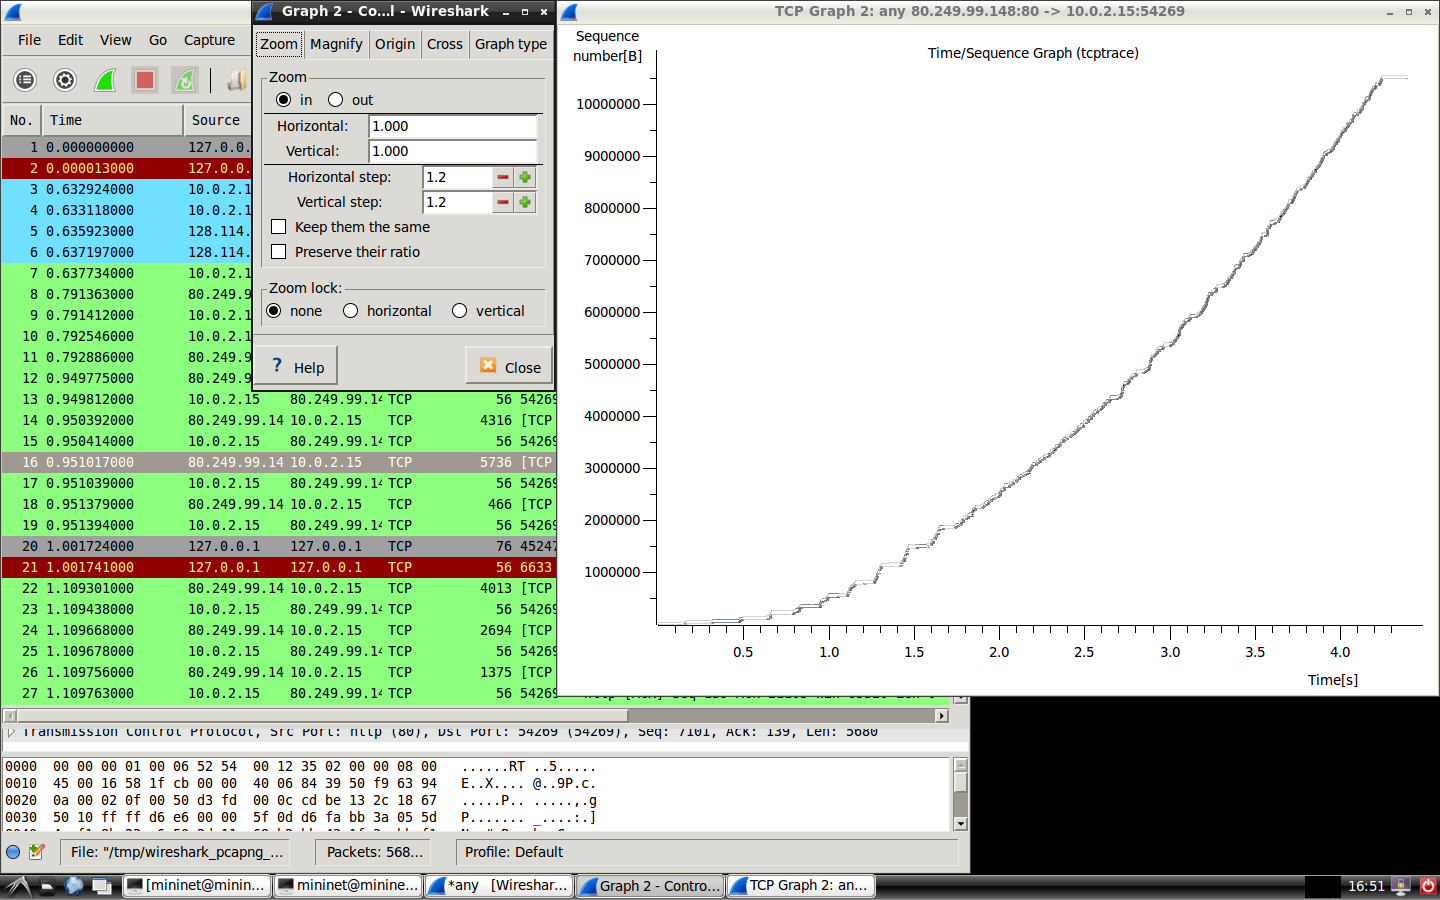 Graph 2 - Co...l - Wireshark
TCP Graph 2: any 80.249.99.148:80 -> 10.0.2.15:54269
File Edit View Go Capture
Zoom Magnify Origin Cross Graph type
Zoom
in out
Horizontal: 1.000
Vertical: 1.000
Horizontal step: 1.2
Vertical step: 1.2
Keep them the same
Preserve their ratio
Zoom lock:
none horizontal vertical
? Help
Close
Sequence
number[B]
Time/Sequence Graph (tcptrace)
10000000
9000000
8000000
7000000
6000000
5000000
4000000
3000000
2000000
1000000
0.5 1.0 1.5 2.0 2.5 3.0 3.5 4.0
Time[s]
No. Time Source
1 0.000000000 127.0.0.
2 0.000013000 127.0.0.
3 0.632924000 10.0.2.1
4 0.633118000 10.0.2.1
5 0.635923000 128.114.
6 0.637197000 128.114.
7 0.637734000 10.0.2.1
8 0.791363000 80.249.9
9 0.791412000 10.0.2.1
10 0.792546000 10.0.2.1
11 0.792886000 80.249.9
12 0.949775000 80.249.9
13 0.949812000 10.0.2.15 80.249.99.14 TCP 56 54269
14 0.950392000 80.249.99.14 10.0.2.15 TCP 4316 [TCP
15 0.950414000 10.0.2.15 80.249.99.14 TCP 56 54269
16 0.951017000 80.249.99.14 10.0.2.15 TCP 5736 [TCP
17 0.951039000 10.0.2.15 80.249.99.14 TCP 56 54269
18 0.951379000 80.249.99.14 10.0.2.15 TCP 466 [TCP
19 0.951394000 10.0.2.15 80.249.99.14 TCP 56 54269
20 1.001724000 127.0.0.1 127.0.0.1 TCP 76 45247
21 1.001741000 127.0.0.1 127.0.0.1 TCP 56 6633
22 1.109301000 80.249.99.14 10.0.2.15 TCP 4013 [TCP
23 1.109438000 10.0.2.15 80.249.99.14 TCP 56 54269
24 1.109668000 80.249.99.14 10.0.2.15 TCP 2694 [TCP
25 1.109678000 10.0.2.15 80.249.99.14 TCP 56 54269
26 1.109756000 80.249.99.14 10.0.2.15 TCP 1375 [TCP
27 1.109763000 10.0.2.15 80.249.99.14 TCP 56 54269
Transmission Control Protocol, Src Port: http (80), Dst Port: 54269 (54269), Seq: 7101, Ack: 139, Len: 5680
0000 00 00 00 01 00 06 52 54 00 12 35 02 00 00 08 00 ......RT ..5.....
0010 45 00 16 58 1f cb 00 00 40 06 84 39 50 f9 63 94 E..X.... @..9P.c.
0020 0a 00 02 0f 00 50 d3 fd 00 0c cd be 13 2c 18 67 .....P.. .....,.g
0030 50 10 ff ff d6 e6 00 00 5f 0d d6 fa bb 3a 05 5d P....... _....:.]
File: "/tmp/wireshark_pcapng_... Packets: 568... Profile: Default
[mininet@minin... mininet@minine... *any [Wireshar... Graph 2 - Contro... TCP Graph 2: an... 16:51